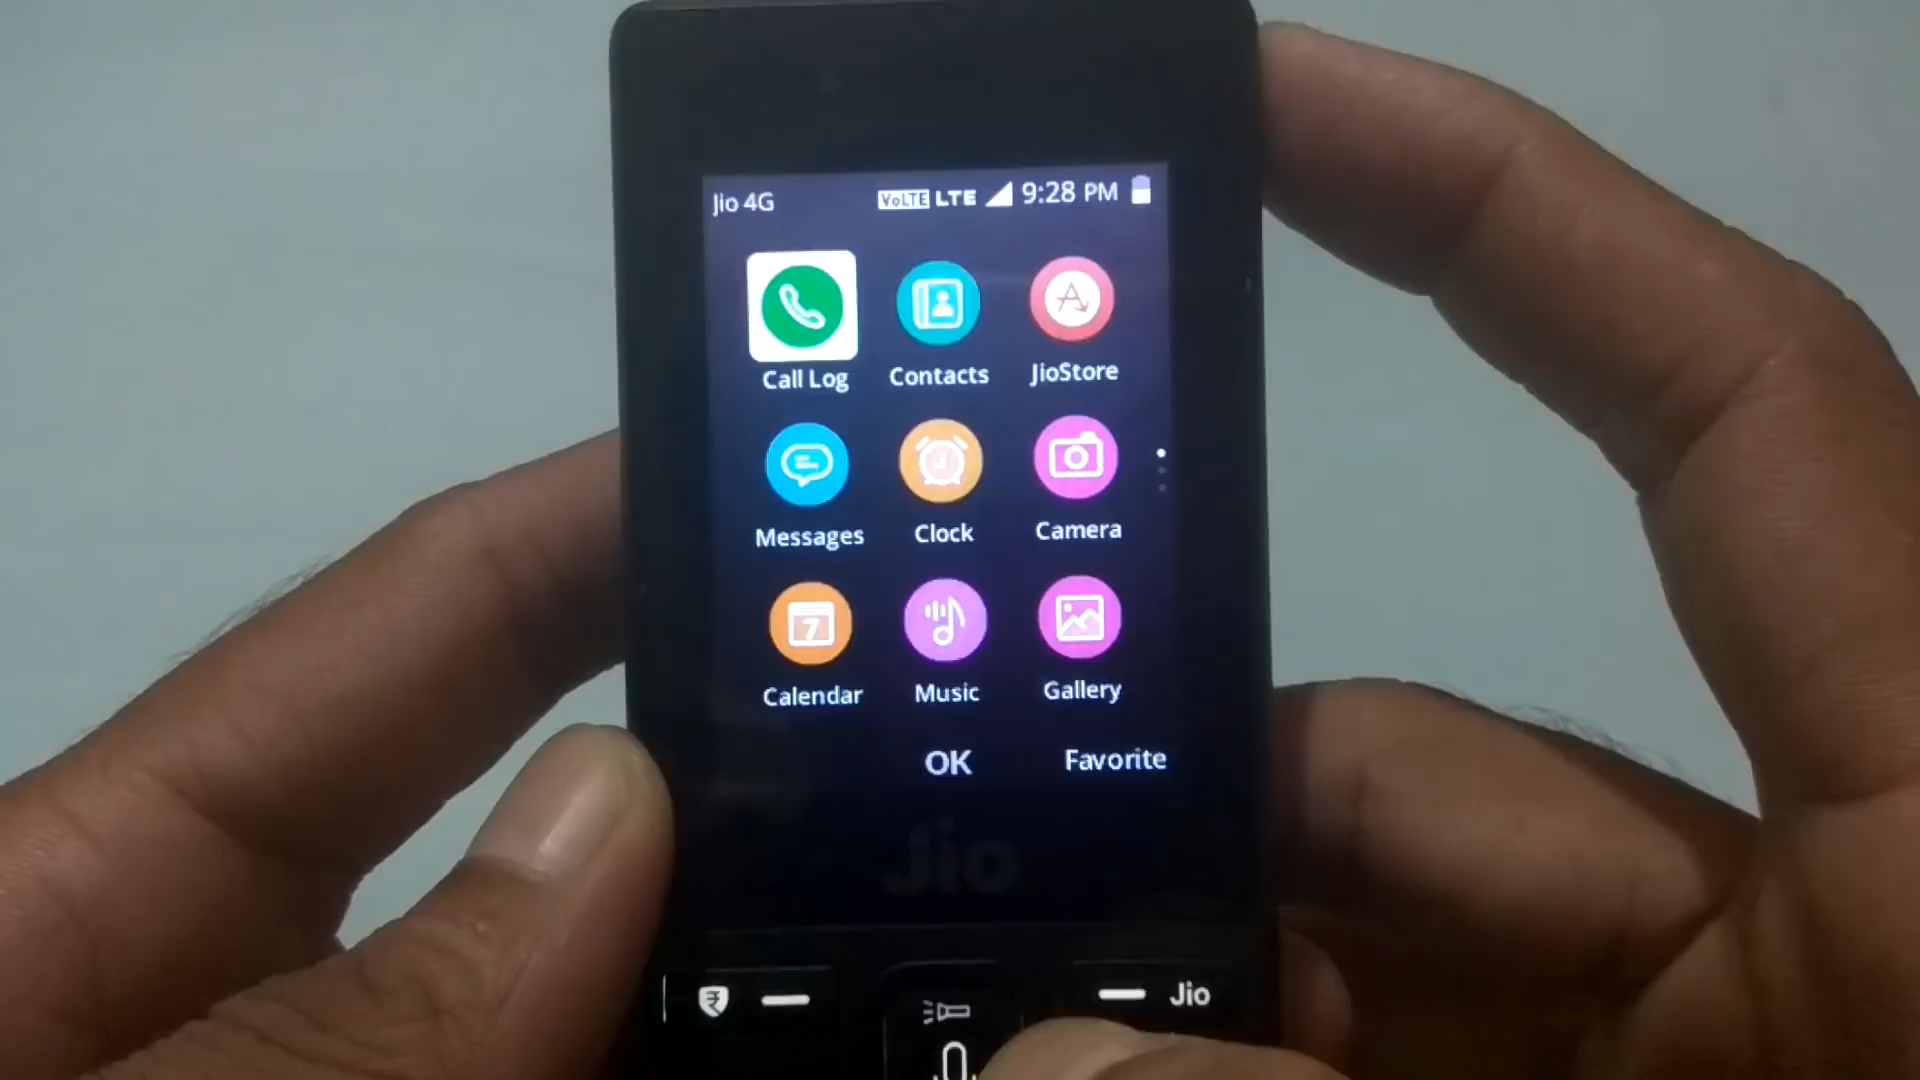 Jio 4G VoLTE LTE 9:28 PM
Call Log Contacts JioStore
Messages Clock Camera
7
Calendar Music Gallery
OK Favorite
Jio
₹ Jio